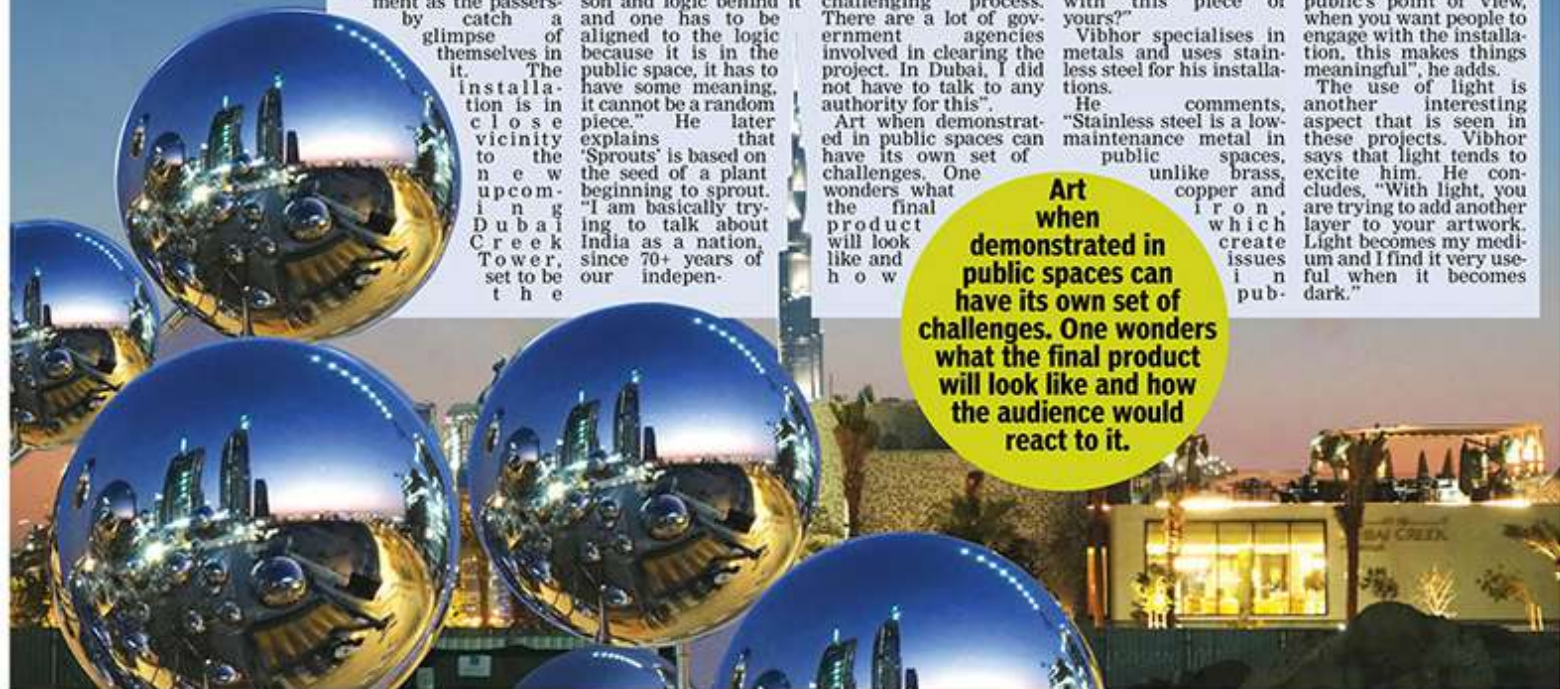 ment as the passers-
by catch a
glimpse of
themselves in
it. The
installa-
tion is in
close
vicinity
to the
new
upcom-
ing
Dubai
Creek
Tower,
set to be
the
son and logic behind it
and one has to be
aligned to the logic
because it is in the
public space, it has to
have some meaning,
it cannot be a random
piece.” He later
explains that
‘Sprouts’ is based on
the seed of a plant
beginning to sprout.
“I am basically try-
ing to talk about
India as a nation,
since 70+ years of
our indepen-
challenging process.
There are a lot of gov-
ernment agencies
involved in clearing the
project. In Dubai, I did
not have to talk to any
authority for this”.
Art when demonstrat-
ed in public spaces can
have its own set of
challenges. One
wonders what
the final
product
will look
like and
how
with this piece of
yours?”
Vibhor specialises in
metals and uses stain-
less steel for his installa-
tions.
He comments,
“Stainless steel is a low-
maintenance metal in
public spaces,
unlike brass,
copper and
iron,
which
create
issues
in
pub-
public’s point of view,
when you want people to
engage with the installa-
tion, this makes things
meaningful”, he adds.
The use of light is
another interesting
aspect that is seen in
these projects. Vibhor
says that light tends to
excite him. He con-
cludes, “With light, you
are trying to add another
layer to your artwork.
Light becomes my medi-
um and I find it very use-
ful when it becomes
dark.”
Art
when
demonstrated in
public spaces can
have its own set of
challenges. One wonders
what the final product
will look like and how
the audience would
react to it.
CREEK